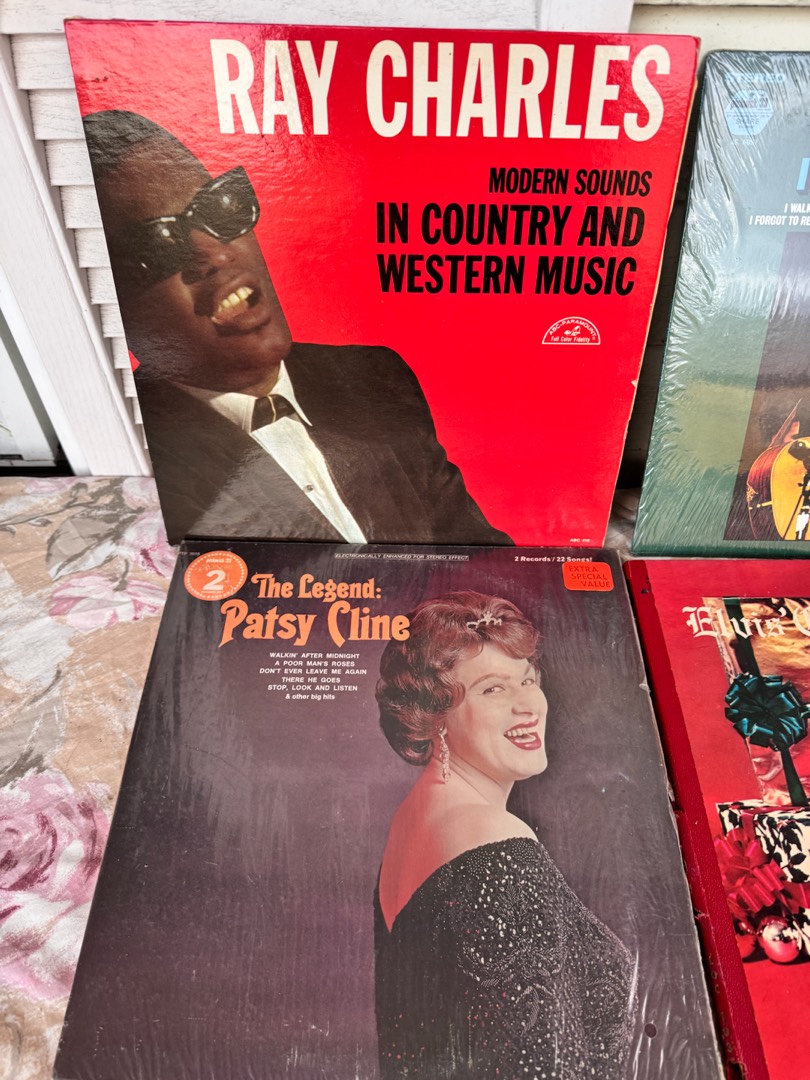 RAY CHARLES
MODERN SOUNDS
IN COUNTRY AND
WESTERN MUSIC
ABC-PARAMOUNT
Full Color Fidelity
ABC 410
STEREO
I WALK
I FORGOT TO RE
ELECTRONICALLY ENHANCED FOR STEREO EFFECT
2 Records/22 Songs!
EXTRA
SPECIAL
VALUE
2
The Legend:
Patsy Cline
WALKIN' AFTER MIDNIGHT
A POOR MAN'S ROSES
DON'T EVER LEAVE ME AGAIN
THERE HE GOES
STOP, LOOK AND LISTEN
& other big hits
Elvis'